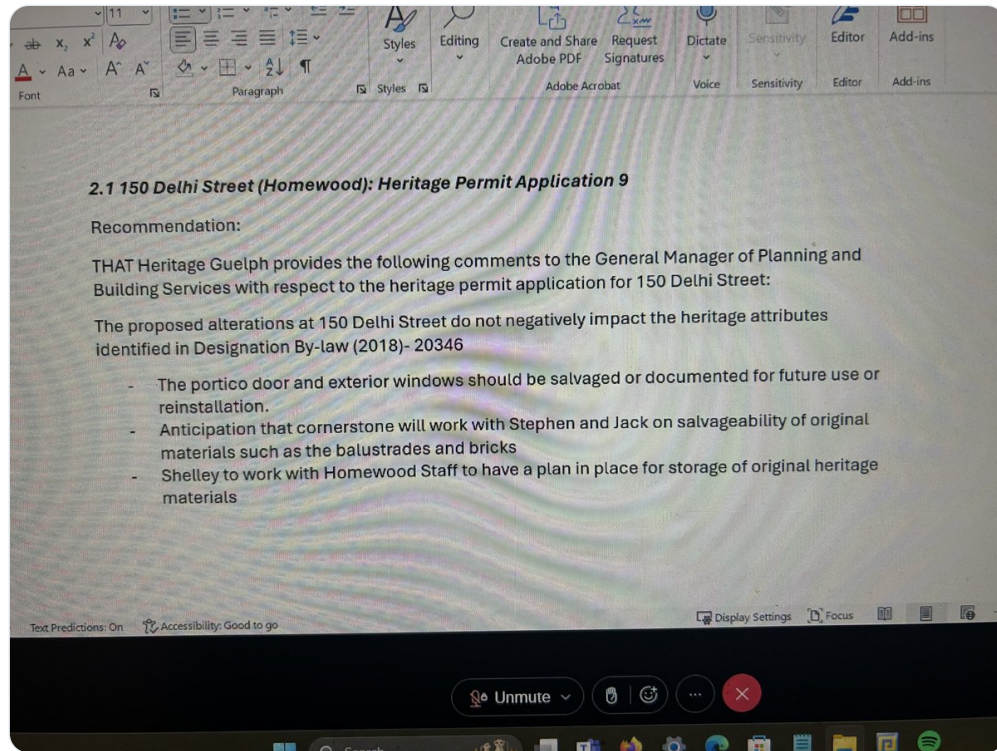 11
ab x₂ x² A
A Aa A^ Aˇ
Styles
Editing
Create and Share
Adobe PDF
Request
Signatures
Dictate
Sensitivity
Editor
Add-ins
Font
Paragraph
Styles
Adobe Acrobat
Voice
Sensitivity
Editor
Add-ins
2.1 150 Delhi Street (Homewood): Heritage Permit Application 9
Recommendation:
THAT Heritage Guelph provides the following comments to the General Manager of Planning and
Building Services with respect to the heritage permit application for 150 Delhi Street:
The proposed alterations at 150 Delhi Street do not negatively impact the heritage attributes
identified in Designation By-law (2018)- 20346
- The portico door and exterior windows should be salvaged or documented for future use or
reinstallation.
- Anticipation that cornerstone will work with Stephen and Jack on salvageability of original
materials such as the balustrades and bricks
- Shelley to work with Homewood Staff to have a plan in place for storage of original heritage
materials
Text Predictions: On
Accessibility: Good to go
Display Settings
Focus
Unmute
Search